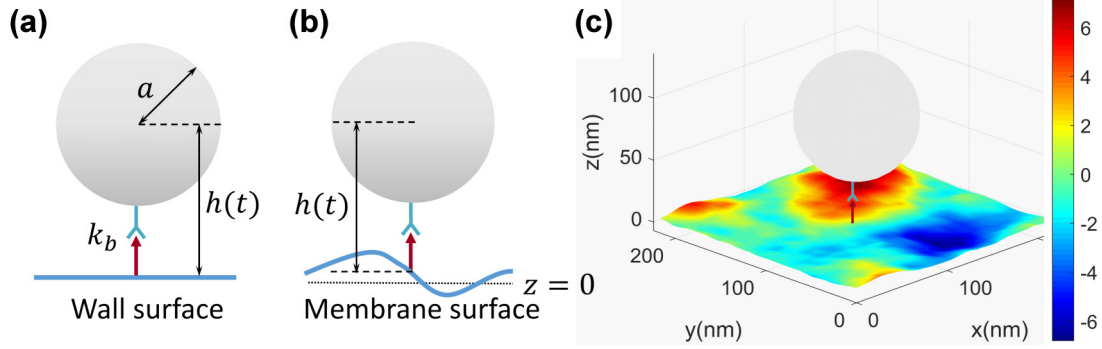 (a)
a
h(t)
k_b
Wall surface
(b)
h(t)
z = 0
Membrane surface
(c)
z(nm)
100
50
0
200
100
0
y(nm)
0
100
x(nm)
6
4
2
0
-2
-4
-6